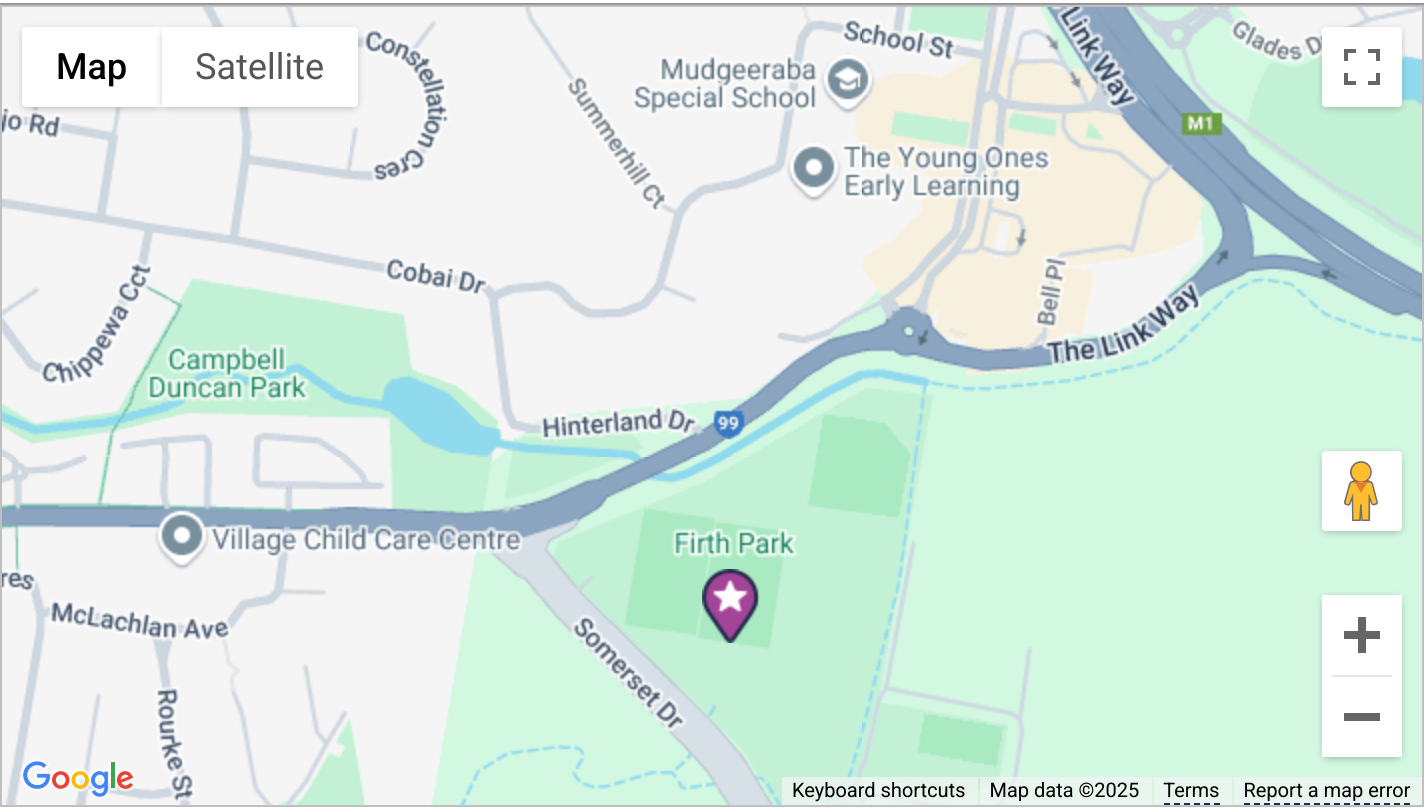 Map
Satellite
Constellation Cres
School St
Link Way
Mudgeeraba
Special School
Summerhill Ct
jo Rd
M1
The Young Ones
Early Learning
Cobai Dr
Chippewa Cct
Bell Pl
The Link Way
Campbell
Duncan Park
Hinterland Dr
99
Village Child Care Centre
Firth Park
res
McLachlan Ave
Somerset Dr
Rourke St
Google
Keyboard shortcuts
Map data ©2025
Terms
Report a map error